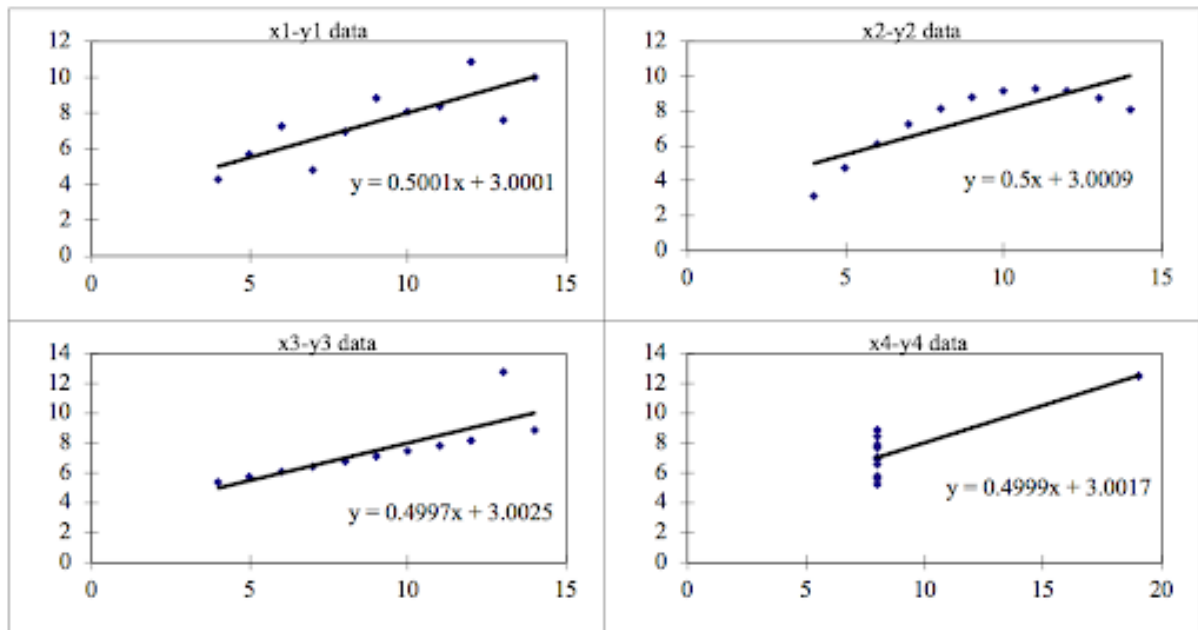 x1-y1 data
12
10
8
6
4
2
0
y = 0.5001x + 3.0001
0 5 10 15
x2-y2 data
12
10
8
6
4
2
0
y = 0.5x + 3.0009
0 5 10 15
x3-y3 data
14
12
10
8
6
4
2
0
y = 0.4997x + 3.0025
0 5 10 15
x4-y4 data
14
12
10
8
6
4
2
0
y = 0.4999x + 3.0017
0 5 10 15 20